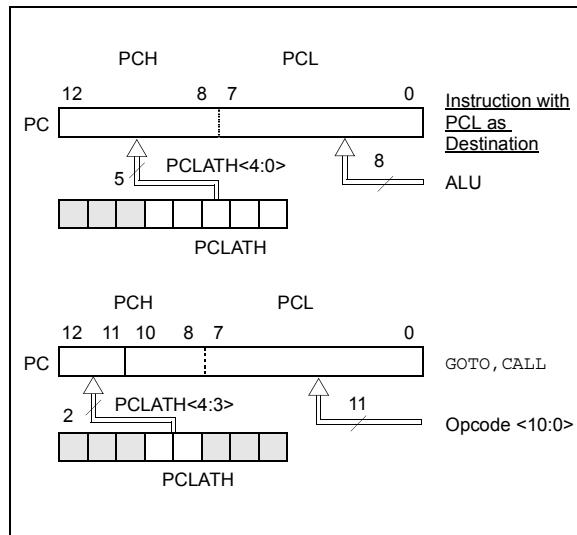 PCH PCL
12 8 7 0
Instruction with
PCL as
Destination
PC
5 PCLATH<4:0> 8
ALU
PCLATH
PCH PCL
12 11 10 8 7 0
PC GOTO, CALL
2 PCLATH<4:3> 11
Opcode <10:0>
PCLATH